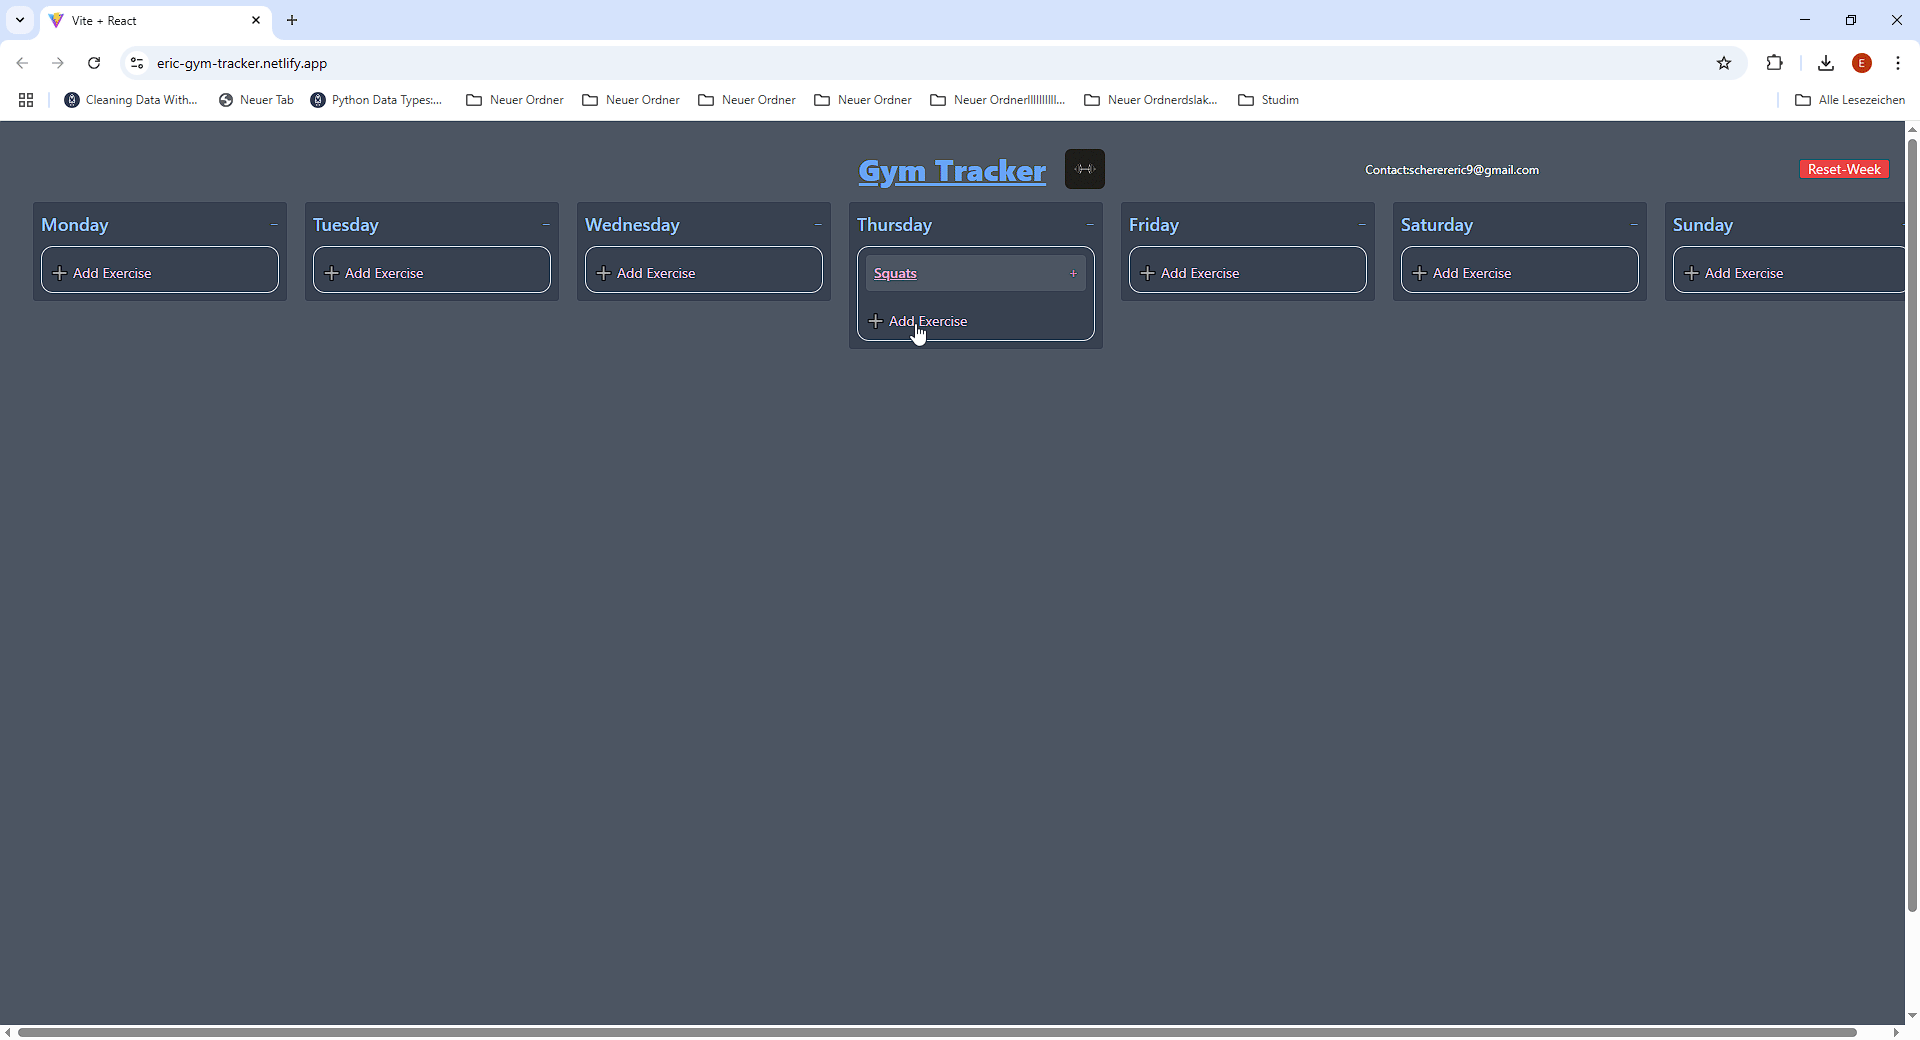 Vite + React
eric-gym-tracker.netlify.app
E
Cleaning Data With...
Neuer Tab
Python Data Types:...
Neuer Ordner
Neuer Ordner
Neuer Ordner
Neuer Ordner
Neuer Ordnerlllllllll...
Neuer Ordnerdslak...
Studim
Alle Lesezeichen
Gym Tracker
Contact:scherereric9@gmail.com
Reset-Week
Monday
Tuesday
Wednesday
Thursday
Friday
Saturday
Sunday
Add Exercise
Add Exercise
Add Exercise
Squats
Add Exercise
Add Exercise
Add Exercise
Add Exercise